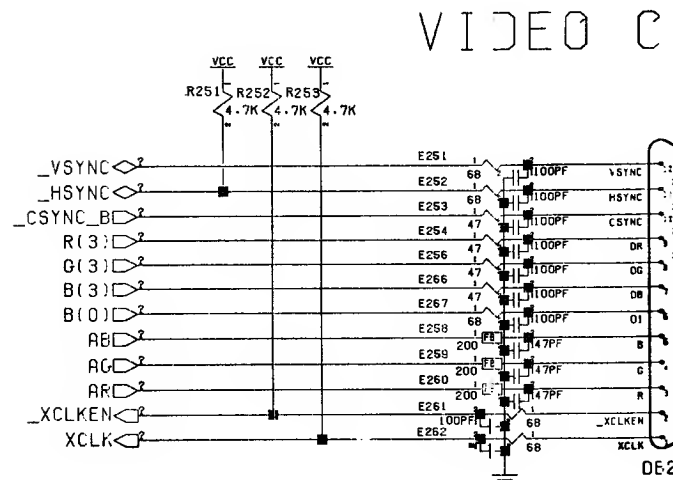 VIDEO C
VCC VCC VCC
R251 R252 R253
4.7K 4.7K 4.7K
_VSYNC E251 68 100PF VSYNC
_HSYNC E252 68 100PF HSYNC
_CSYNC_B E253 47 100PF CSYNC
R(3) E254 47 100PF DR
G(3) E256 47 100PF DG
B(3) E266 47 100PF DB
B(0) E267 68 100PF
AB E258 200 47PF B
AG E259 200 47PF G
AR E260 200 47PF R
_XCLKEN E261 100PF 68 _XCLKEN
XCLK E262 68 XCLK